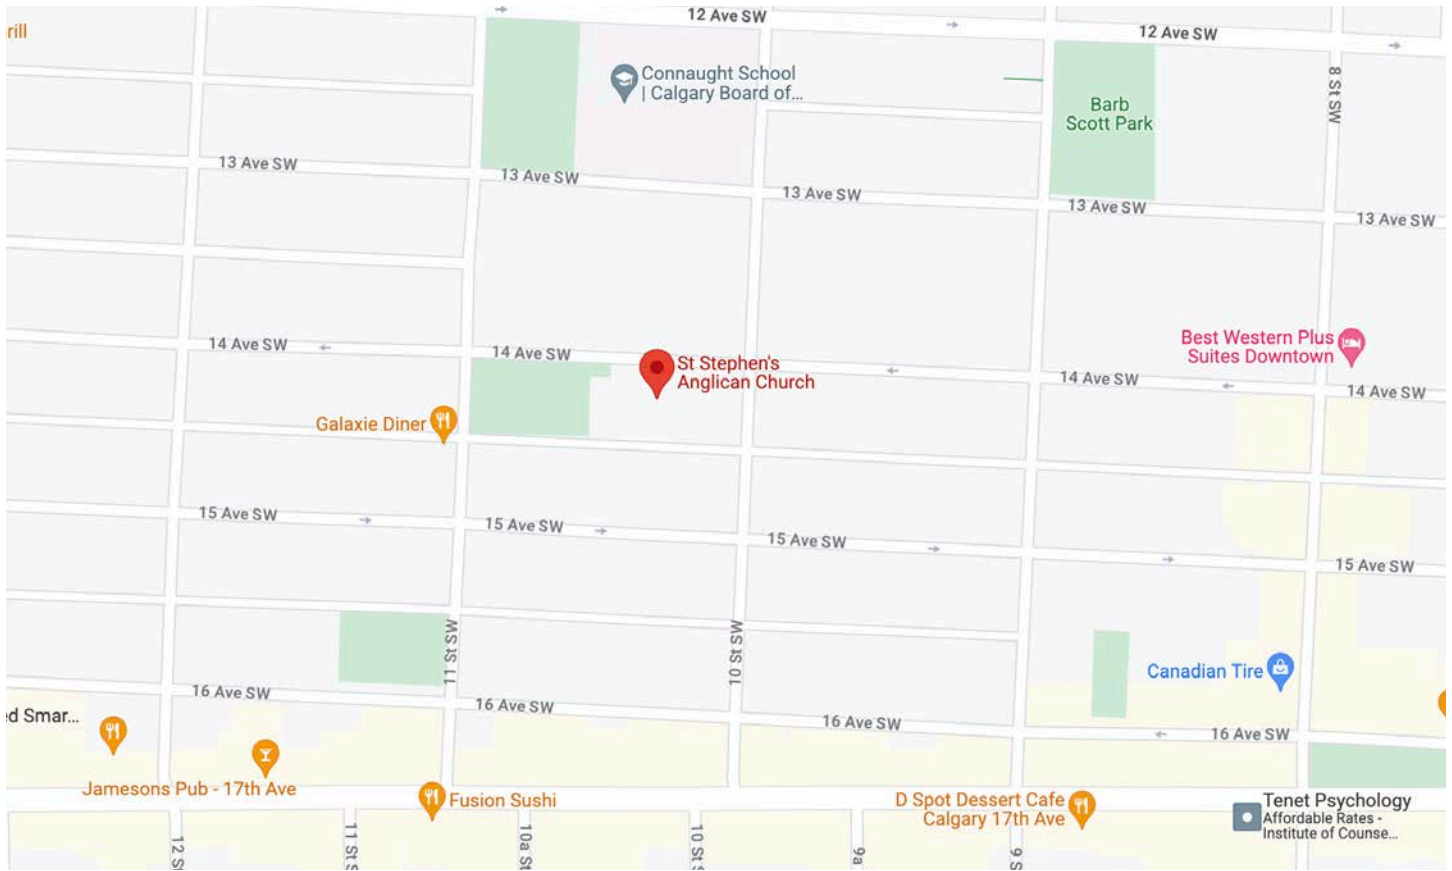 12 Ave SW
12 Ave SW
rill
Connaught School
| Calgary Board of...
8 St SW
Barb
Scott Park
13 Ave SW
13 Ave SW
13 Ave SW
13 Ave SW
13 Ave SW
14 Ave SW
14 Ave SW
St Stephen's
Anglican Church
Best Western Plus
Suites Downtown
14 Ave SW
14 Ave SW
Galaxie Diner
15 Ave SW
15 Ave SW
15 Ave SW
15 Ave SW
11 St SW
10 St SW
Canadian Tire
16 Ave SW
16 Ave SW
16 Ave SW
16 Ave SW
ed Smar...
Jamesons Pub - 17th Ave
Fusion Sushi
D Spot Dessert Cafe
Calgary 17th Ave
Tenet Psychology
Affordable Rates -
Institute of Counse...
12 St
11 St S
10a St
10 St S
9a
9 S